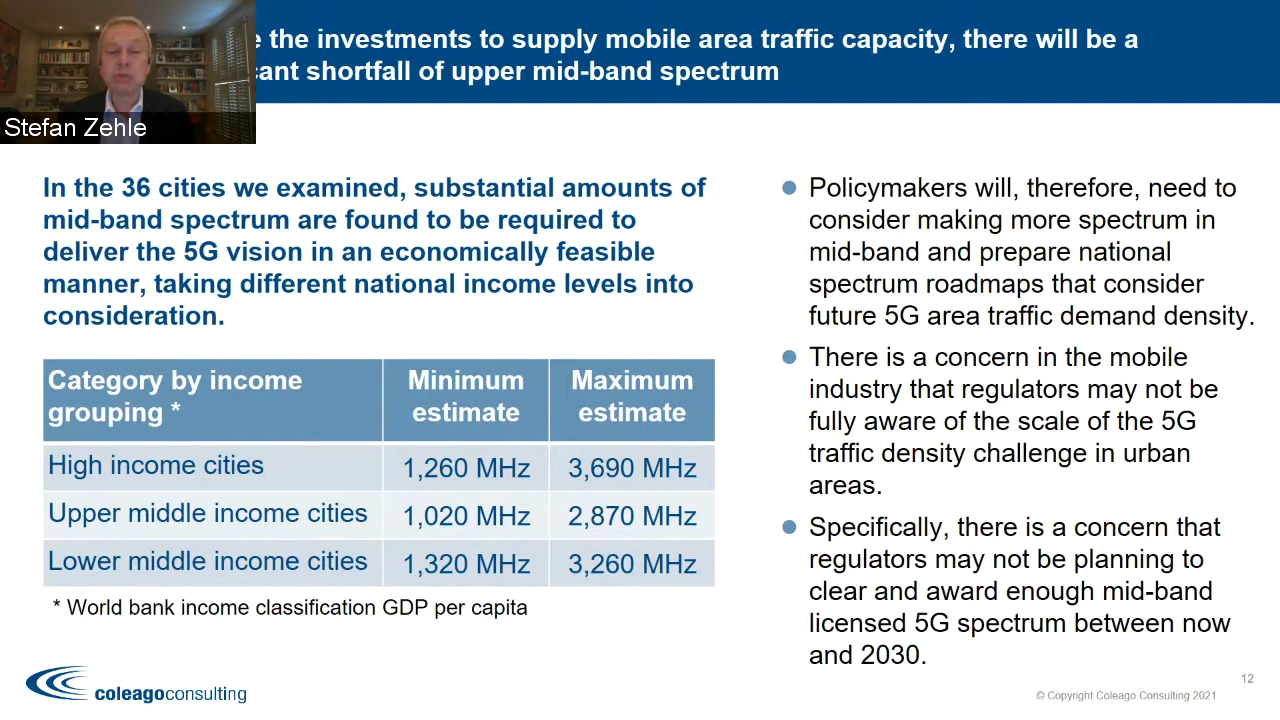 the investments to supply mobile area traffic capacity, there will be a
shortfall of upper mid-band spectrum
Stefan Zehle
In the 36 cities we examined, substantial amounts of
mid-band spectrum are found to be required to
deliver the 5G vision in an economically feasible
manner, taking different national income levels into
consideration.
Category by income
grouping *
Minimum
estimate
Maximum
estimate
High income cities
1,260 MHz
3,690 MHz
Upper middle income cities
1,020 MHz
2,870 MHz
Lower middle income cities
1,320 MHz
3,260 MHz
* World bank income classification GDP per capita
Policymakers will, therefore, need to
consider making more spectrum in
mid-band and prepare national
spectrum roadmaps that consider
future 5G area traffic demand density.
There is a concern in the mobile
industry that regulators may not be
fully aware of the scale of the 5G
traffic density challenge in urban
areas.
Specifically, there is a concern that
regulators may not be planning to
clear and award enough mid-band
licensed 5G spectrum between now
and 2030.
coleagoconsulting
12
© Copyright Coleago Consulting 2021